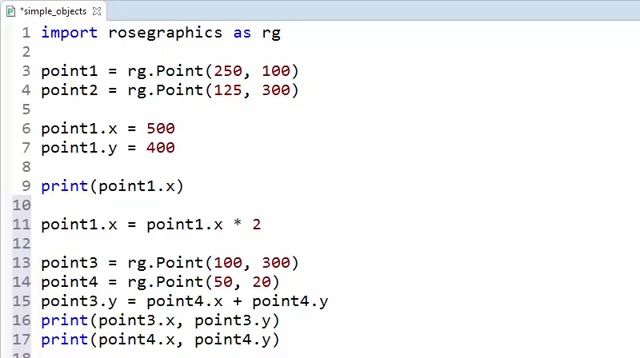 *simple_objects
1 import rosegraphics as rg
2
3 point1 = rg.Point(250, 100)
4 point2 = rg.Point(125, 300)
5
6 point1.x = 500
7 point1.y = 400
8
9 print(point1.x)
10
11 point1.x = point1.x * 2
12
13 point3 = rg.Point(100, 300)
14 point4 = rg.Point(50, 20)
15 point3.y = point4.x + point4.y
16 print(point3.x, point3.y)
17 print(point4.x, point4.y)
18